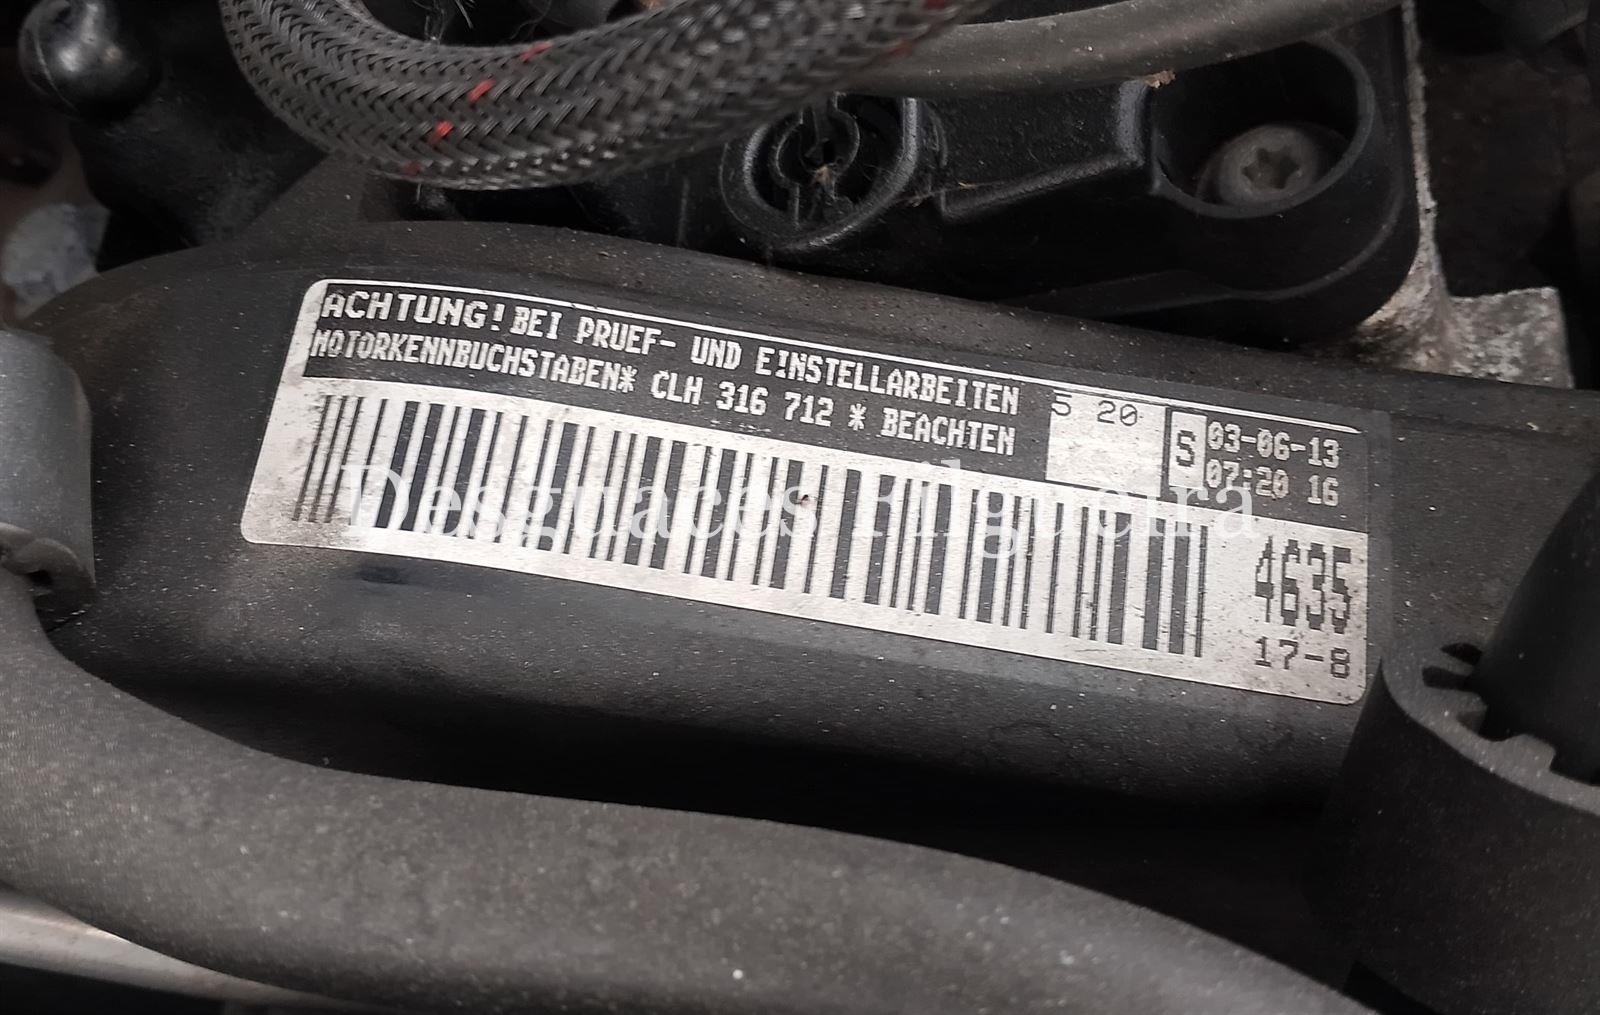 ACHTUNG! BEI PRUEF- UND EINSTELLARBEITEN
MOTORKENNBUCHSTABEN* CLH 316 712 * BEACHTEN
5 20
S
03-06-13
07:20 16
4635
17-8
Desguaces Filgueira